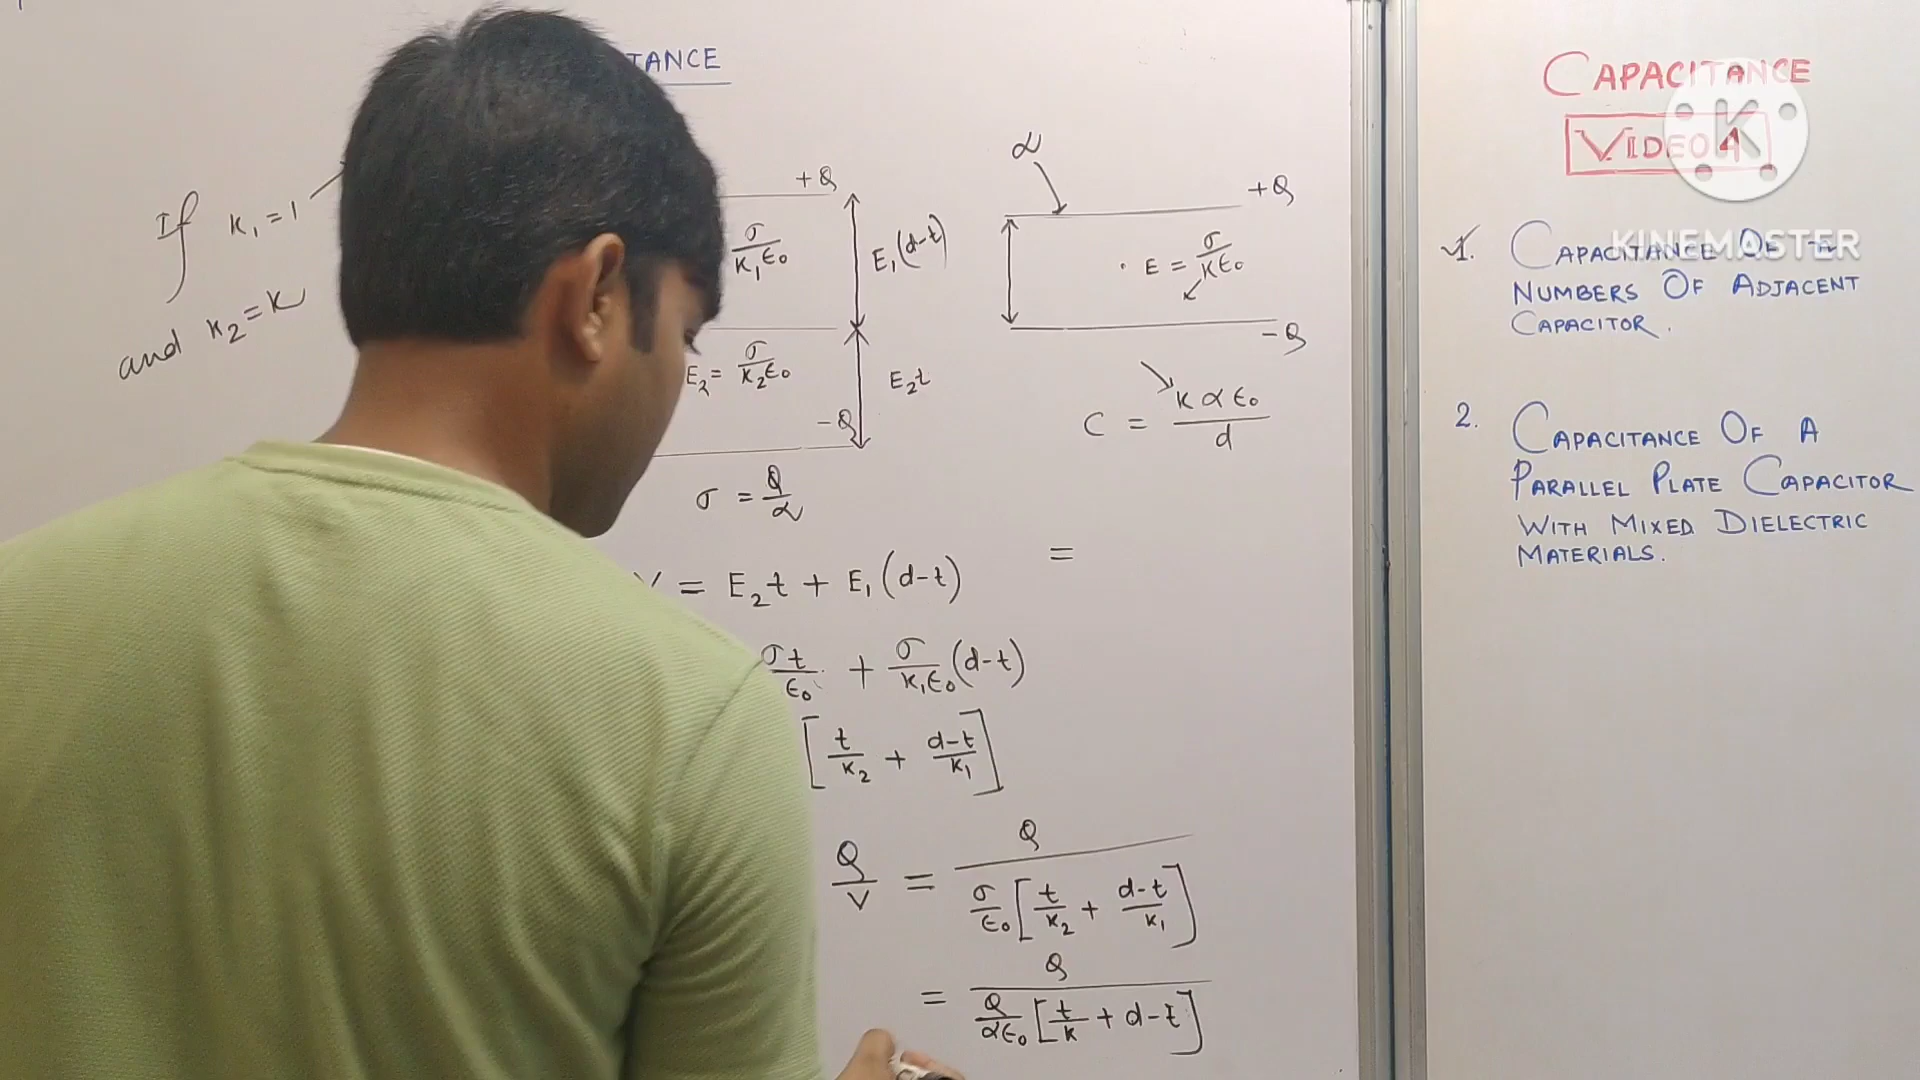 TANCE
If K₁ = 1
and K₂ = K
+Q
σ/K₁ε₀
E₁(d-t)
E₂ = σ/K₂ε₀
E₂t
-Q
σ = Q/α
V = E₂t + E₁(d-t)
σt/ε₀ + σ/K₁ε₀ (d-t)
[t/K₂ + d-t/K₁]
Q/V = Q / σ/ε₀ [t/K₂ + d-t/K₁]
= Q / Q/αε₀ [t/K + d-t]
α
+Q
E = σ/Kε₀
-Q
C = Kαε₀/d
=
CAPACITANCE
VIDEO 4
K
KINEMASTER
1. CAPACITANCE OF
NUMBERS OF ADJACENT
CAPACITOR.
2. CAPACITANCE OF A
PARALLEL PLATE CAPACITOR
WITH MIXED DIELECTRIC
MATERIALS.